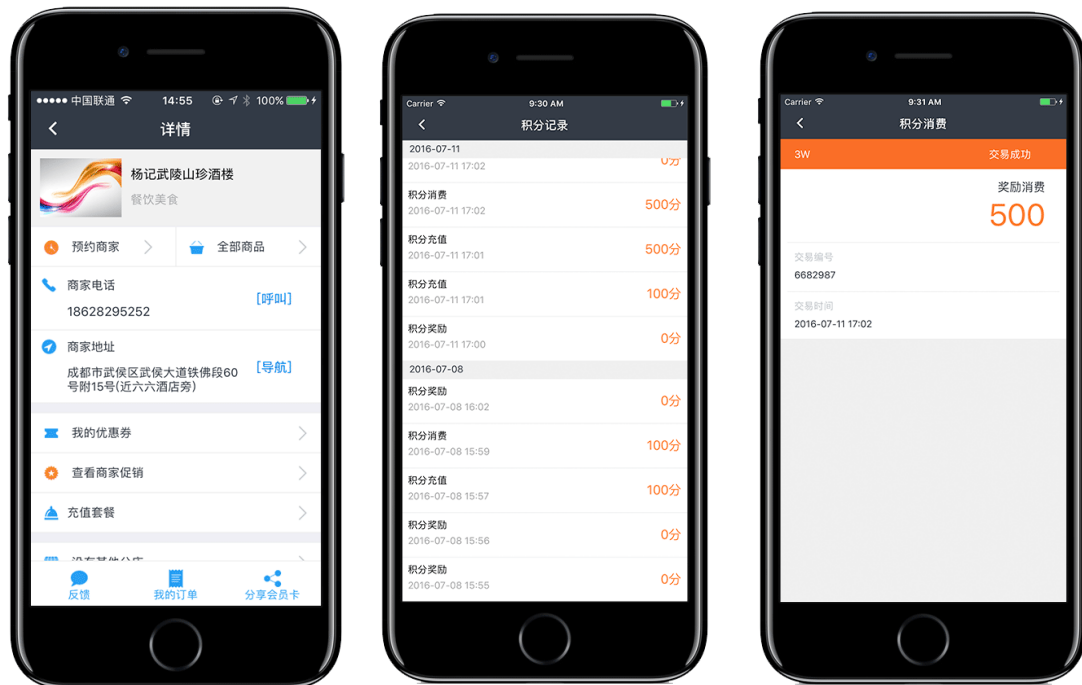 中国联通 14:55 100%
详情
杨记武陵山珍酒楼
餐饮美食
预约商家 全部商品
商家电话
18628295252 [呼叫]
商家地址
成都市武侯区武侯大道铁佛段60
号附15号(近六六酒店旁)
[导航]
我的优惠券
查看商家促销
充值套餐
没有其他分店
反馈 我的订单 分享会员卡
Carrier 9:30 AM
积分记录
2016-07-11
2016-07-11 17:02 0分
积分消费
2016-07-11 17:02 500分
积分充值
2016-07-11 17:01 500分
积分充值
2016-07-11 17:01 100分
积分奖励
2016-07-11 17:00 0分
2016-07-08
积分奖励
2016-07-08 16:02 0分
积分消费
2016-07-08 15:59 100分
积分充值
2016-07-08 15:57 100分
积分奖励
2016-07-08 15:56 0分
积分奖励
2016-07-08 15:55 0分
Carrier 9:31 AM
积分消费
3W 交易成功
奖励消费
500
交易编号
6682987
交易时间
2016-07-11 17:02